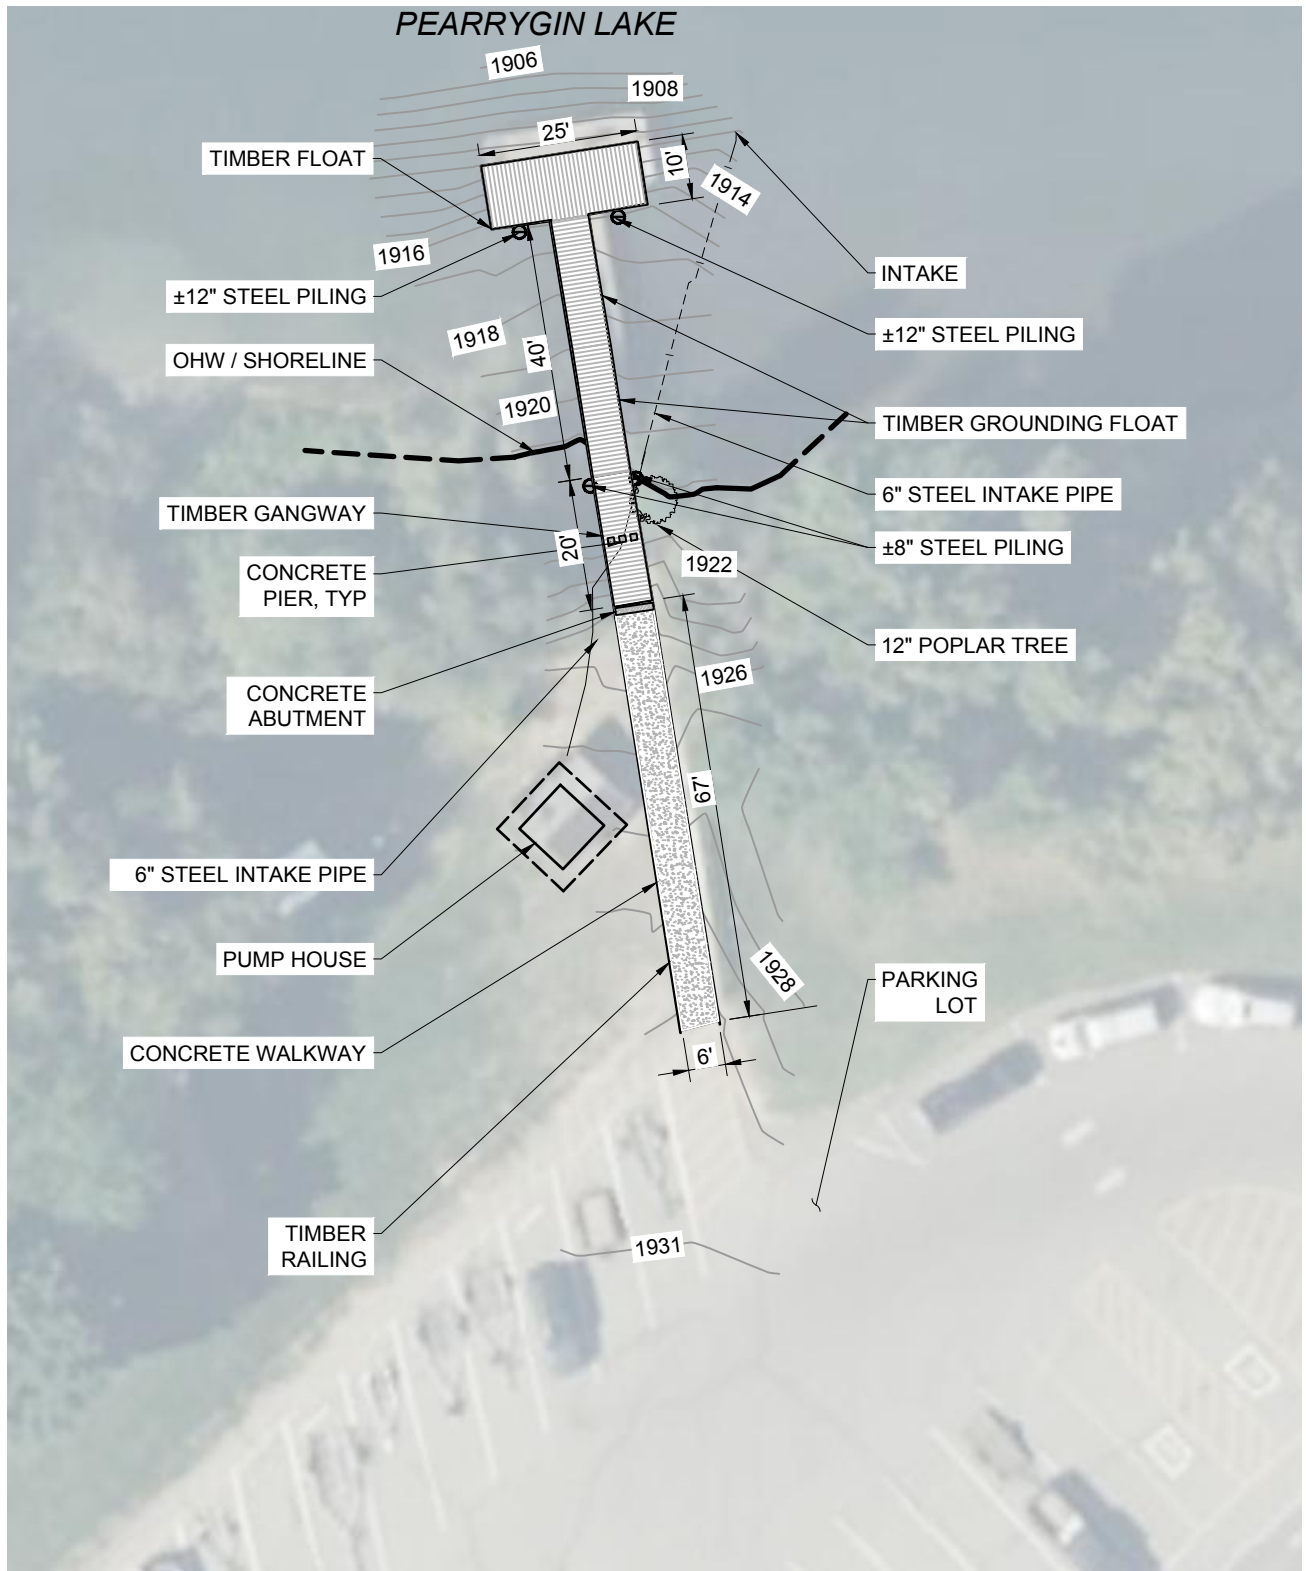 PEARRYGIN LAKE
1906
1908
25'
TIMBER FLOAT
10'
1914
1916
INTAKE
±12" STEEL PILING
±12" STEEL PILING
1918
OHW / SHORELINE
40'
1920
TIMBER GROUNDING FLOAT
6" STEEL INTAKE PIPE
TIMBER GANGWAY
20'
±8" STEEL PILING
CONCRETE
PIER, TYP
1922
12" POPLAR TREE
1926
CONCRETE
ABUTMENT
67'
6" STEEL INTAKE PIPE
PUMP HOUSE
1928
PARKING
LOT
CONCRETE WALKWAY
6'
TIMBER
RAILING
1931